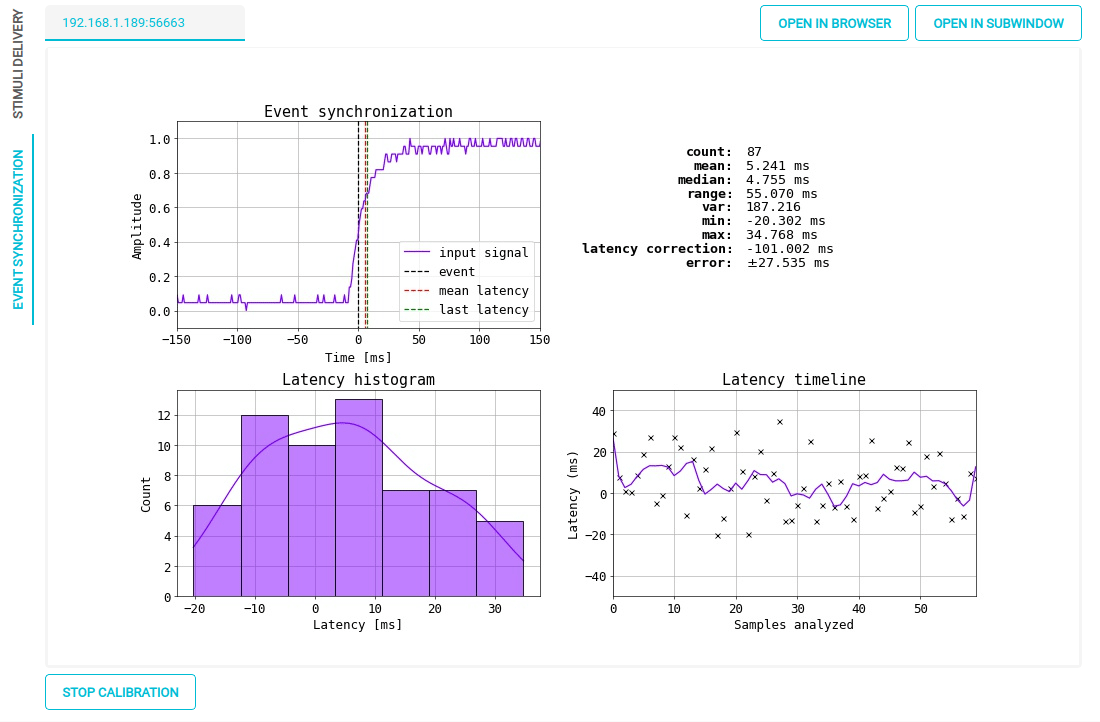 STIMULI DELIVERY
EVENT SYNCHRONIZATION
192.168.1.189:56663
OPEN IN BROWSER
OPEN IN SUBWINDOW
Event synchronization
Amplitude
1.0
0.8
0.6
0.4
0.2
0.0
input signal
event
mean latency
last latency
−150 −100 −50 0 50 100 150
Time [ms]
count: 87
mean: 5.241 ms
median: 4.755 ms
range: 55.070 ms
var: 187.216
min: -20.302 ms
max: 34.768 ms
latency correction: -101.002 ms
error: ±27.535 ms
Latency histogram
Count
12
10
8
6
4
2
0
−20 −10 0 10 20 30
Latency [ms]
Latency timeline
Latency (ms)
40
20
0
−20
−40
0 10 20 30 40 50
Samples analyzed
STOP CALIBRATION